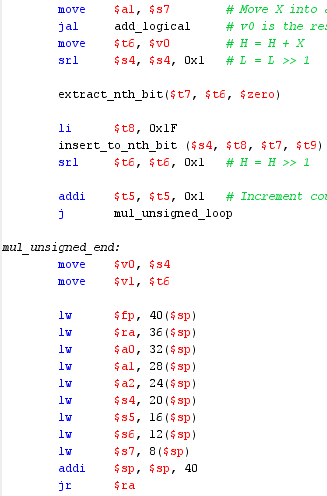 move $a1, $s7 # Move X into
jal add_logical # v0 is the res
move $t6, $v0 # H = H + X
srl $s4, $s4, 0x1 # L = L >> 1
extract_nth_bit($t7, $t6, $zero)
li $t8, 0x1F
insert_to_nth_bit ($s4, $t8, $t7, $t9)
srl $t6, $t6, 0x1 # H = H >> 1
addi $t5, $t5, 0x1 # Increment cou
j mul_unsigned_loop
mul_unsigned_end:
move $v0, $s4
move $v1, $t6
lw $fp, 40($sp)
lw $ra, 36($sp)
lw $a0, 32($sp)
lw $a1, 28($sp)
lw $a2, 24($sp)
lw $s4, 20($sp)
lw $s5, 16($sp)
lw $s6, 12($sp)
lw $s7, 8($sp)
addi $sp, $sp, 40
jr $ra